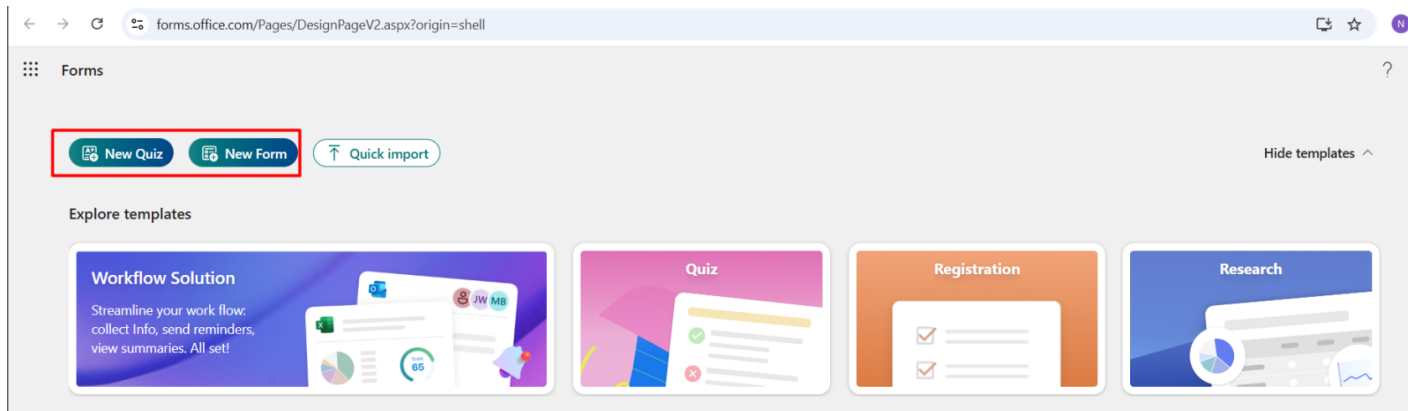 forms.office.com/Pages/DesignPageV2.aspx?origin=shell
N
Forms
?
New Quiz
New Form
Quick import
Hide templates
Explore templates
Workflow Solution
Streamline your work flow:
collect Info, send reminders,
view summaries. All set!
JW MB
Score
65
Quiz
Registration
Research